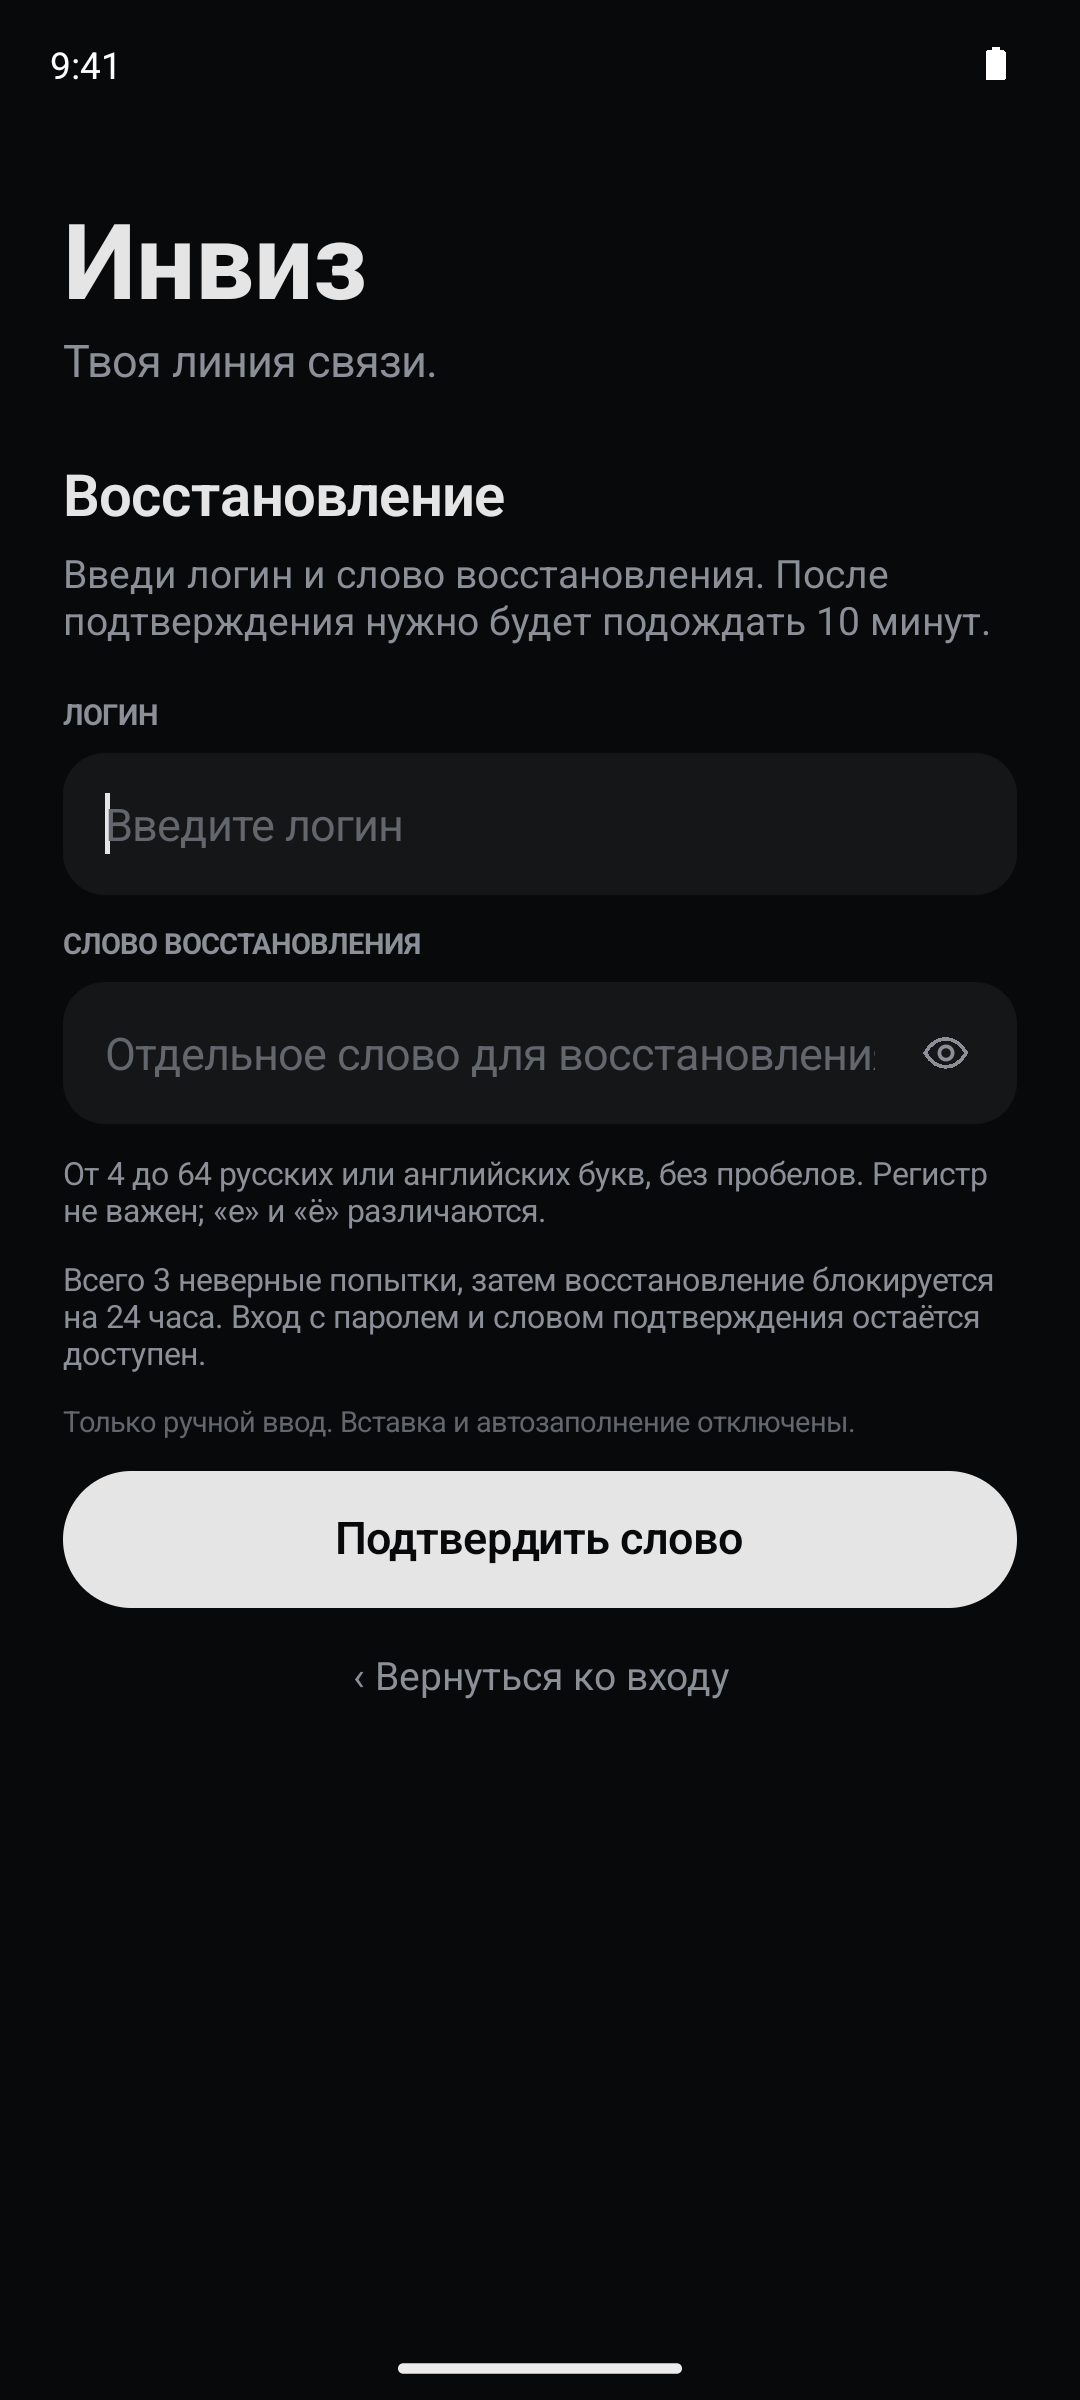 9:41
Инвиз
Твоя линия связи.
Восстановление
Введи логин и слово восстановления. После
подтверждения нужно будет подождать 10 минут.
ЛОГИН
Введите логин
СЛОВО ВОССТАНОВЛЕНИЯ
Отдельное слово для восстановления
От 4 до 64 русских или английских букв, без пробелов. Регистр
не важен; «е» и «ё» различаются.
Всего 3 неверные попытки, затем восстановление блокируется
на 24 часа. Вход с паролем и словом подтверждения остаётся
доступен.
Только ручной ввод. Вставка и автозаполнение отключены.
Подтвердить слово
‹ Вернуться ко входу